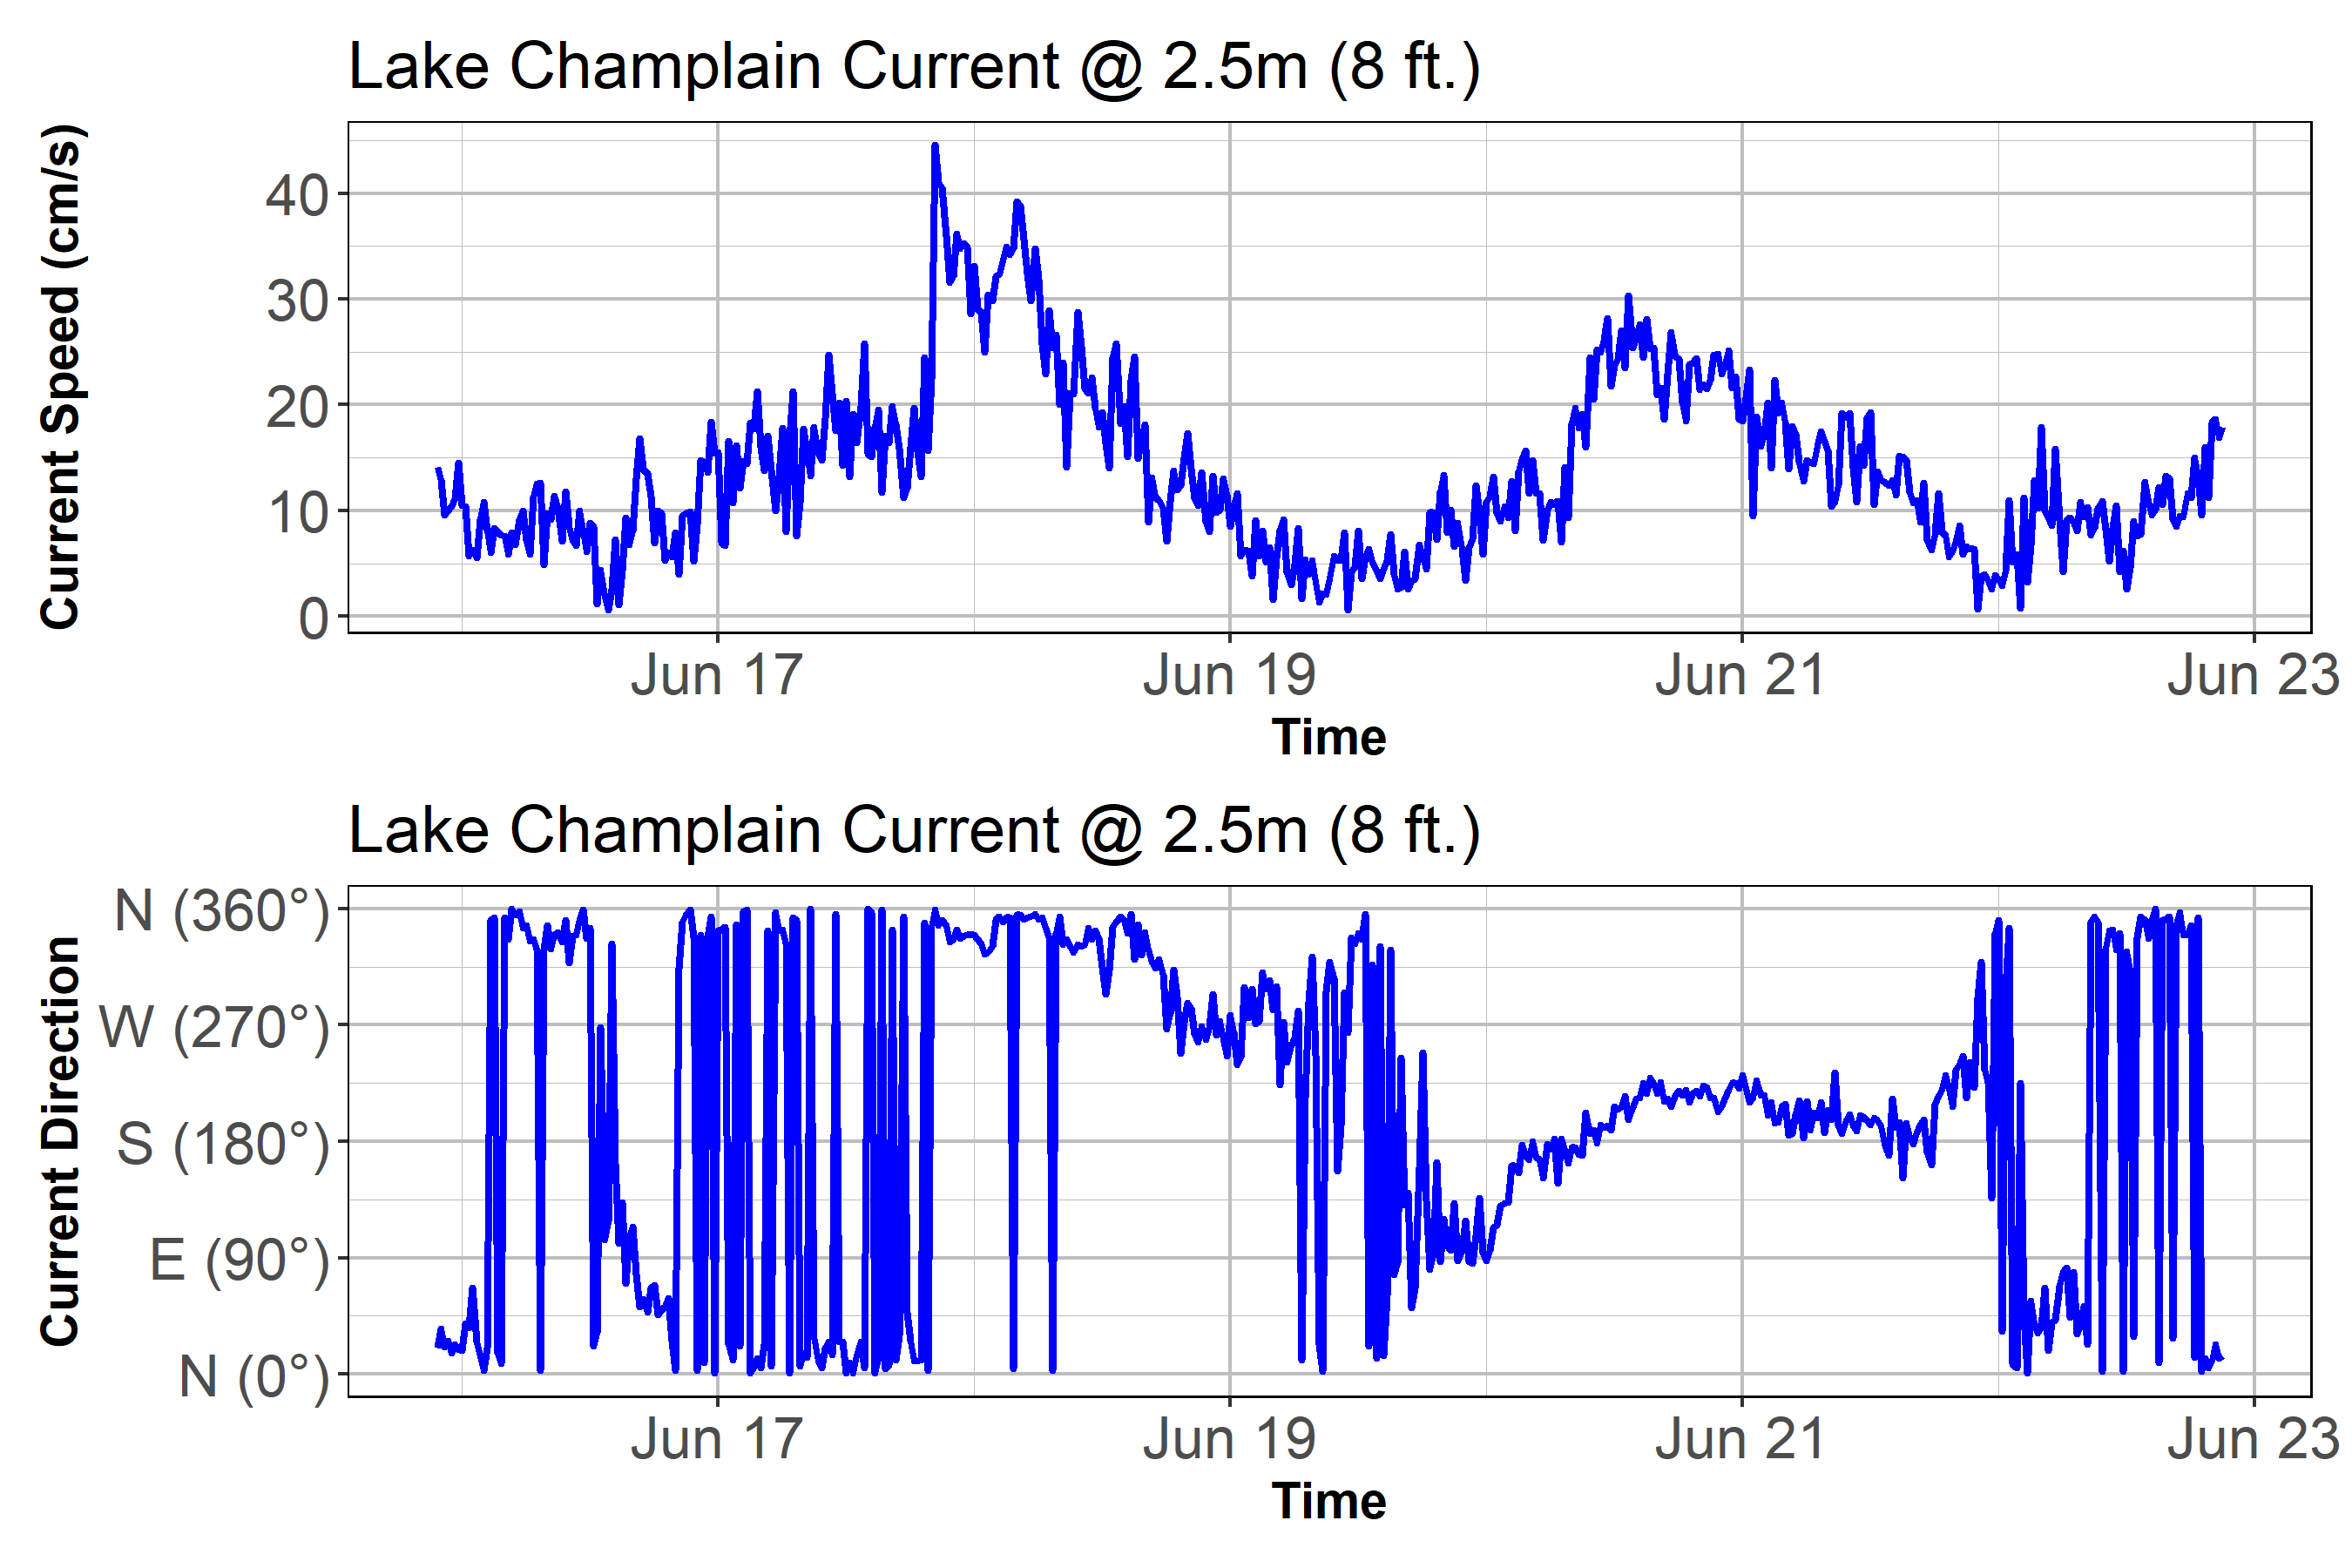 Lake Champlain Current @ 2.5m (8 ft.)
Current Speed (cm/s)
40
30
20
10
0
Jun 17 Jun 19 Jun 21 Jun 23
Time
Lake Champlain Current @ 2.5m (8 ft.)
Current Direction
N (360°)
W (270°)
S (180°)
E (90°)
N (0°)
Jun 17 Jun 19 Jun 21 Jun 23
Time